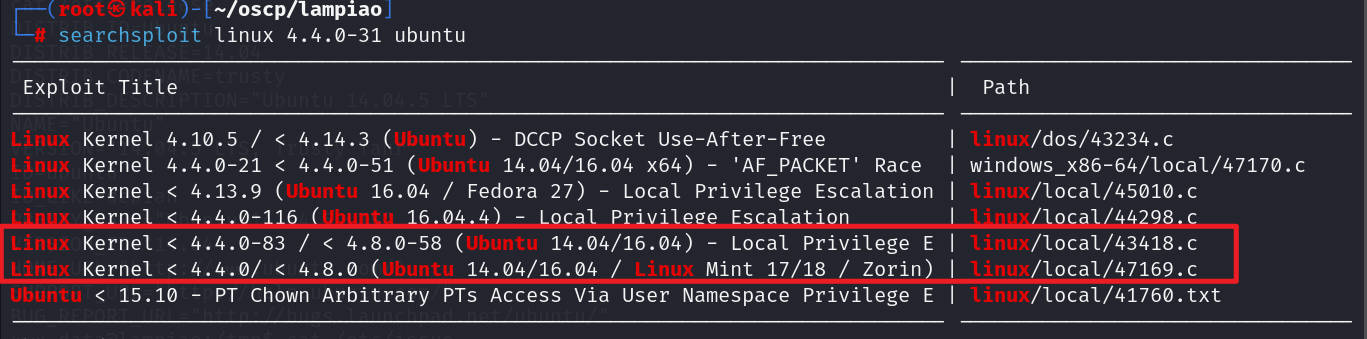 (root㉿kali)-[~/oscp/lampiao]
# searchsploit linux 4.4.0-31 ubuntu
Exploit Title | Path
Linux Kernel 4.10.5 / < 4.14.3 (Ubuntu) - DCCP Socket Use-After-Free | linux/dos/43234.c
Linux Kernel 4.4.0-21 < 4.4.0-51 (Ubuntu 14.04/16.04 x64) - 'AF_PACKET' Race | windows_x86-64/local/47170.c
Linux Kernel < 4.13.9 (Ubuntu 16.04 / Fedora 27) - Local Privilege Escalation | linux/local/45010.c
Linux Kernel < 4.4.0-116 (Ubuntu 16.04.4) - Local Privilege Escalation | linux/local/44298.c
Linux Kernel < 4.4.0-83 / < 4.8.0-58 (Ubuntu 14.04/16.04) - Local Privilege E | linux/local/43418.c
Linux Kernel < 4.4.0/ < 4.8.0 (Ubuntu 14.04/16.04 / Linux Mint 17/18 / Zorin) | linux/local/47169.c
Ubuntu < 15.10 - PT Chown Arbitrary PTs Access Via User Namespace Privilege E | linux/local/41760.txt